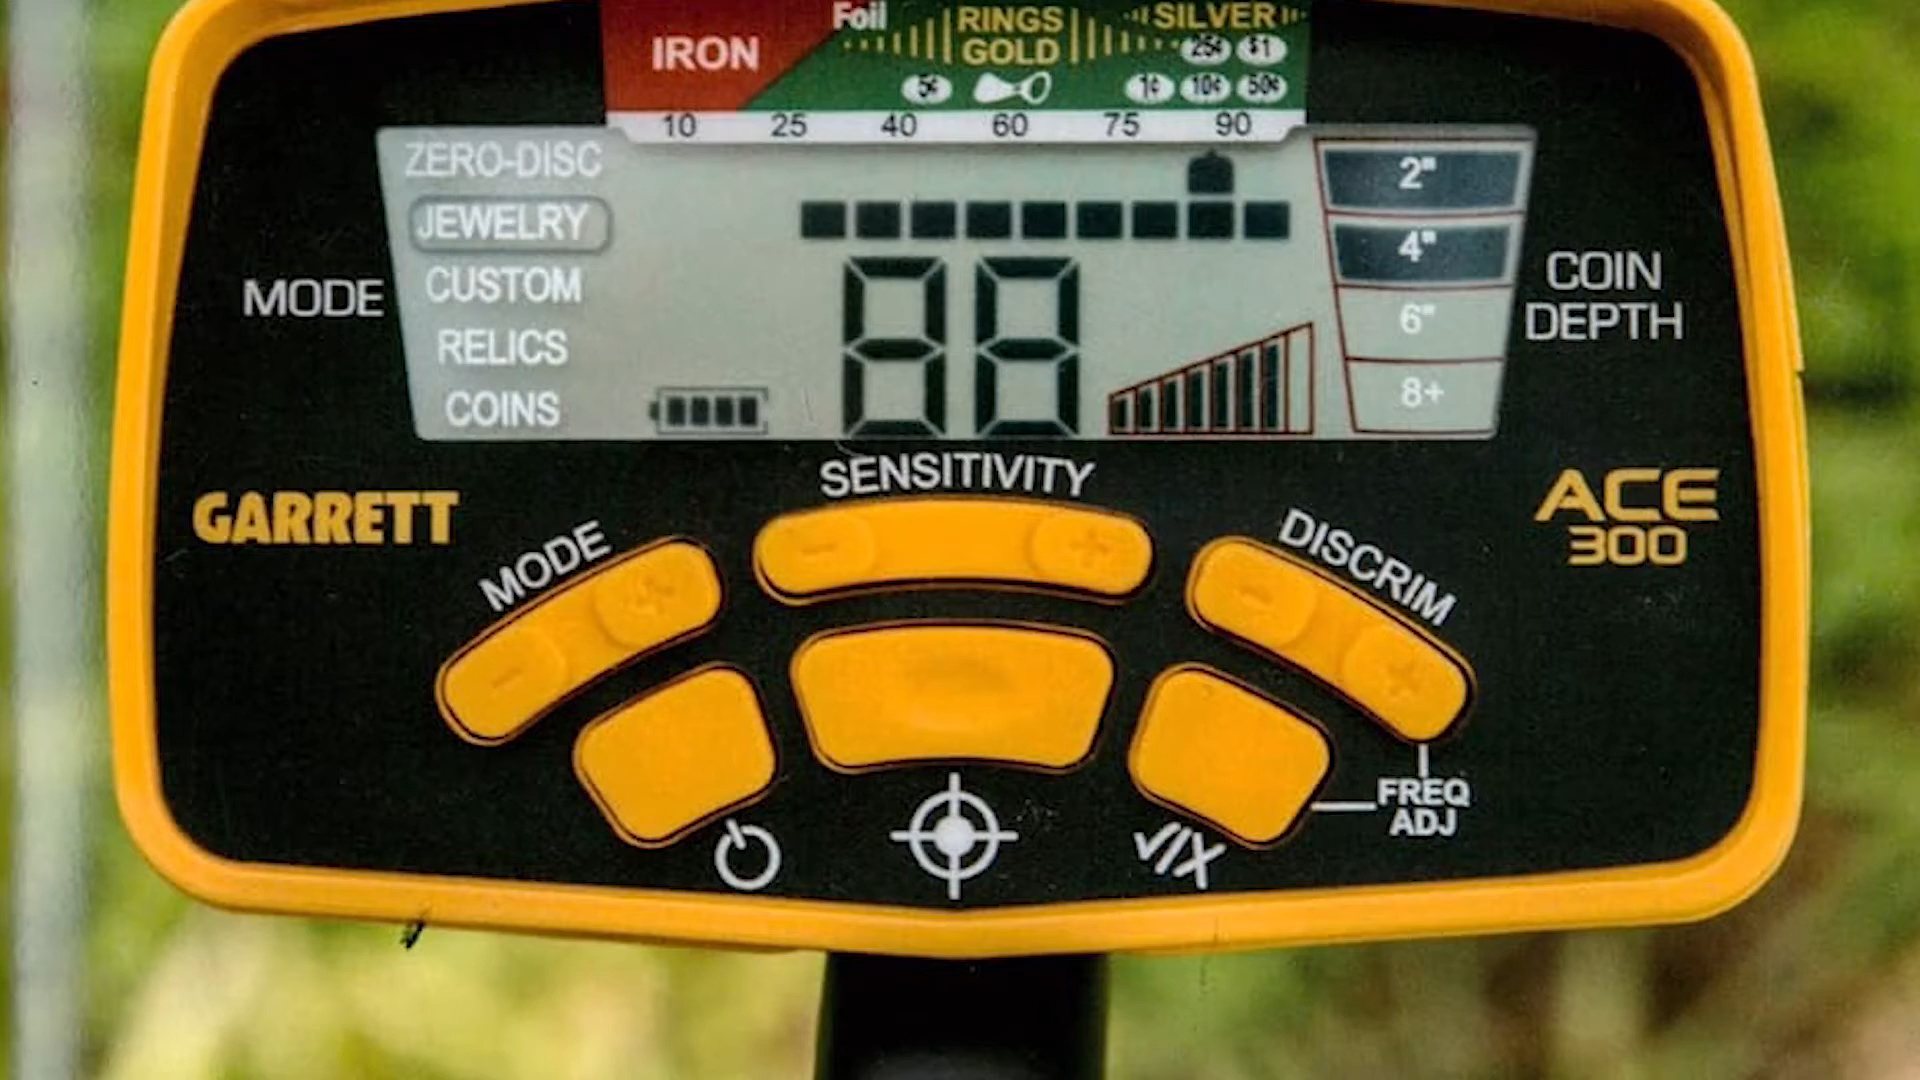 Foil RINGS SILVER
IRON GOLD 25¢ $1
5¢ 1¢ 10¢ 50¢
10 25 40 60 75 90
ZERO-DISC
JEWELRY
CUSTOM
RELICS
COINS
MODE
88
2"
4"
6"
8+
COIN
DEPTH
SENSITIVITY
GARRETT
ACE
300
MODE
- +
- +
DISCRIM
- +
FREQ
ADJ
√/X